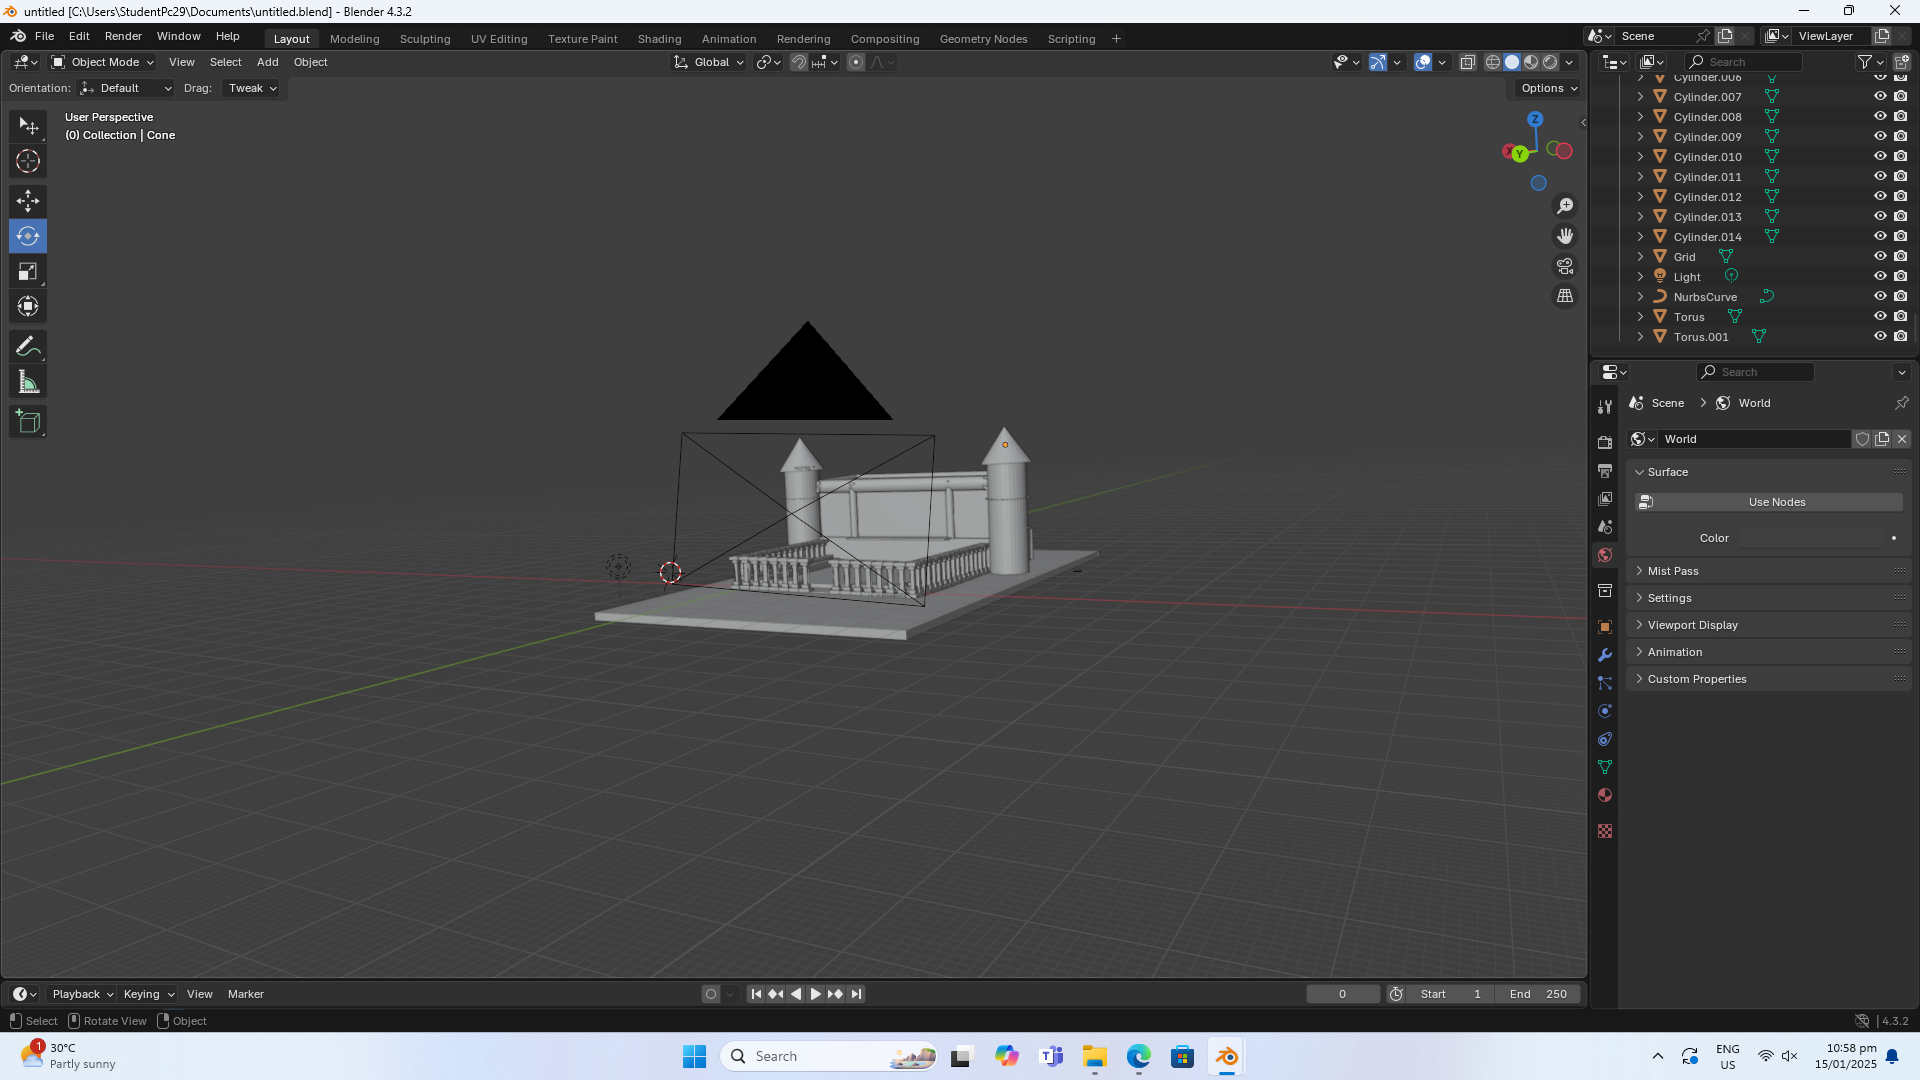 untitled [C:\Users\StudentPc29\Documents\untitled.blend] - Blender 4.3.2
File Edit Render Window Help Layout Modeling Sculpting UV Editing Texture Paint Shading Animation Rendering Compositing Geometry Nodes Scripting + Scene ViewLayer
Object Mode View Select Add Object Global Search
Orientation: Default Drag: Tweak Options
User Perspective
(0) Collection | Cone
Z
X Y
Cylinder.006
Cylinder.007
Cylinder.008
Cylinder.009
Cylinder.010
Cylinder.011
Cylinder.012
Cylinder.013
Cylinder.014
Grid
Light
NurbsCurve
Torus
Torus.001
Search
Scene World
World
Surface
Use Nodes
Color
Mist Pass
Settings
Viewport Display
Animation
Custom Properties
Playback Keying View Marker 0 Start 1 End 250
Select Rotate View Object 4.3.2
1 30°C
Partly sunny
Search
ENG
US
10:58 pm
15/01/2025